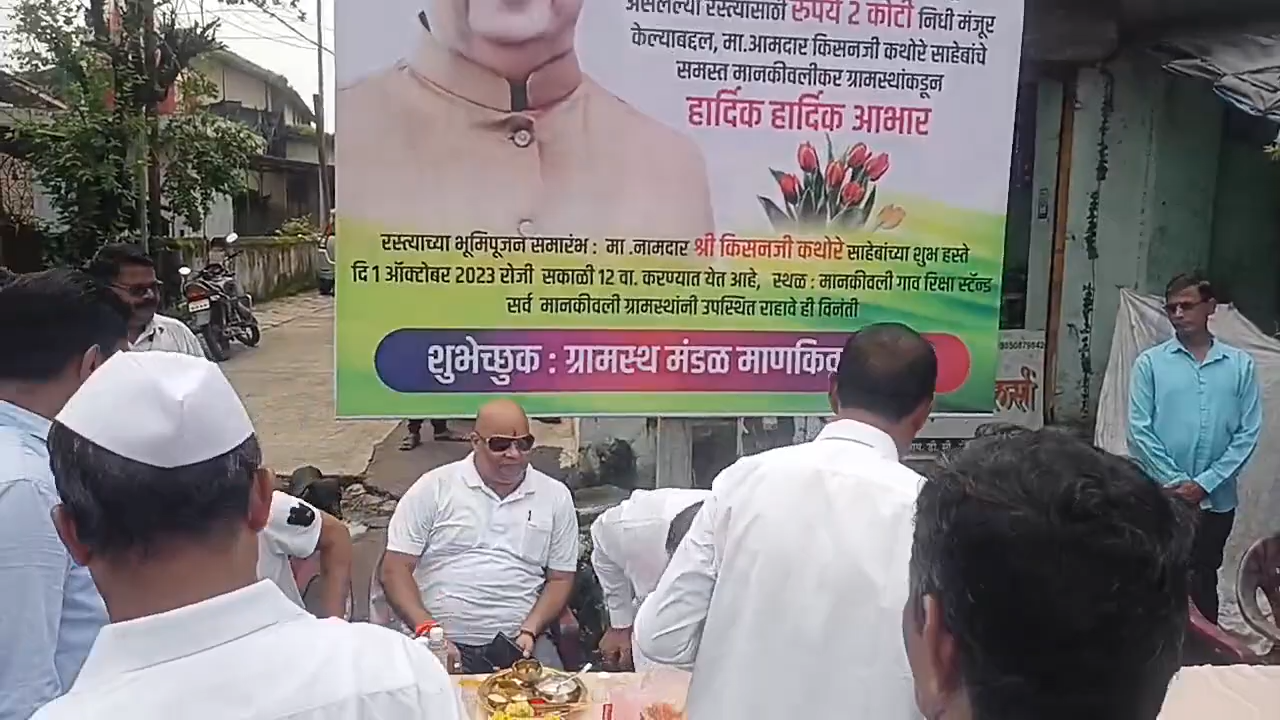 असलेल्या रस्त्यासाठी रुपये 2 कोटी निधी मंजूर
केल्याबद्दल, मा.आमदार किसनजी कथोरे साहेबांचे
समस्त मानकीवलीकर ग्रामस्थांकडून
हार्दिक हार्दिक आभार
रस्त्याच्या भूमिपूजन समारंभ : मा .नामदार श्री किसनजी कथोरे साहेबांच्या शुभ हस्ते
दि 1 ऑक्टोबर 2023 रोजी सकाळी 12 वा. करण्यात येत आहे, स्थळ : मानकीवली गाव रिक्षा स्टॅन्ड
सर्व मानकीवली ग्रामस्थांनी उपस्थित राहावे ही विनंती
शुभेच्छुक : ग्रामस्थ मंडळ